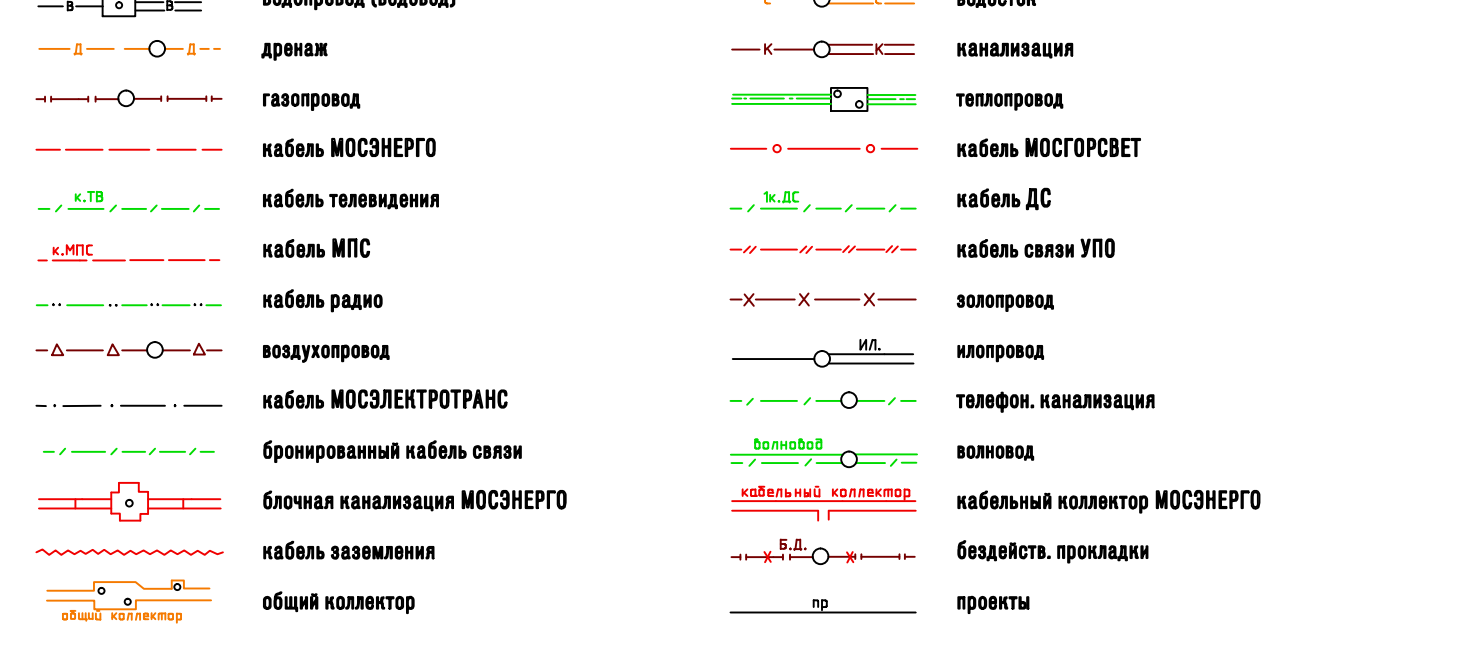 В В водопровод (водовод)
С С водосток
Д Д дренаж
К К канализация
газопровод
теплопровод
кабель МОСЭНЕРГО
кабель МОСГОРСВЕТ
к.ТВ кабель телевидения
1к.ДС кабель ДС
к.МПС кабель МПС
кабель связи УПО
кабель радио
золопровод
воздухопровод
ИЛ. илопровод
кабель МОСЭЛЕКТРОТРАНС
телефон. канализация
бронированный кабель связи
волновод волновод
блочная канализация МОСЭНЕРГО
кабельный коллектор кабельный коллектор МОСЭНЕРГО
кабель заземления
Б.Д. бездейств. прокладки
общий коллектор общий коллектор
пр проекты